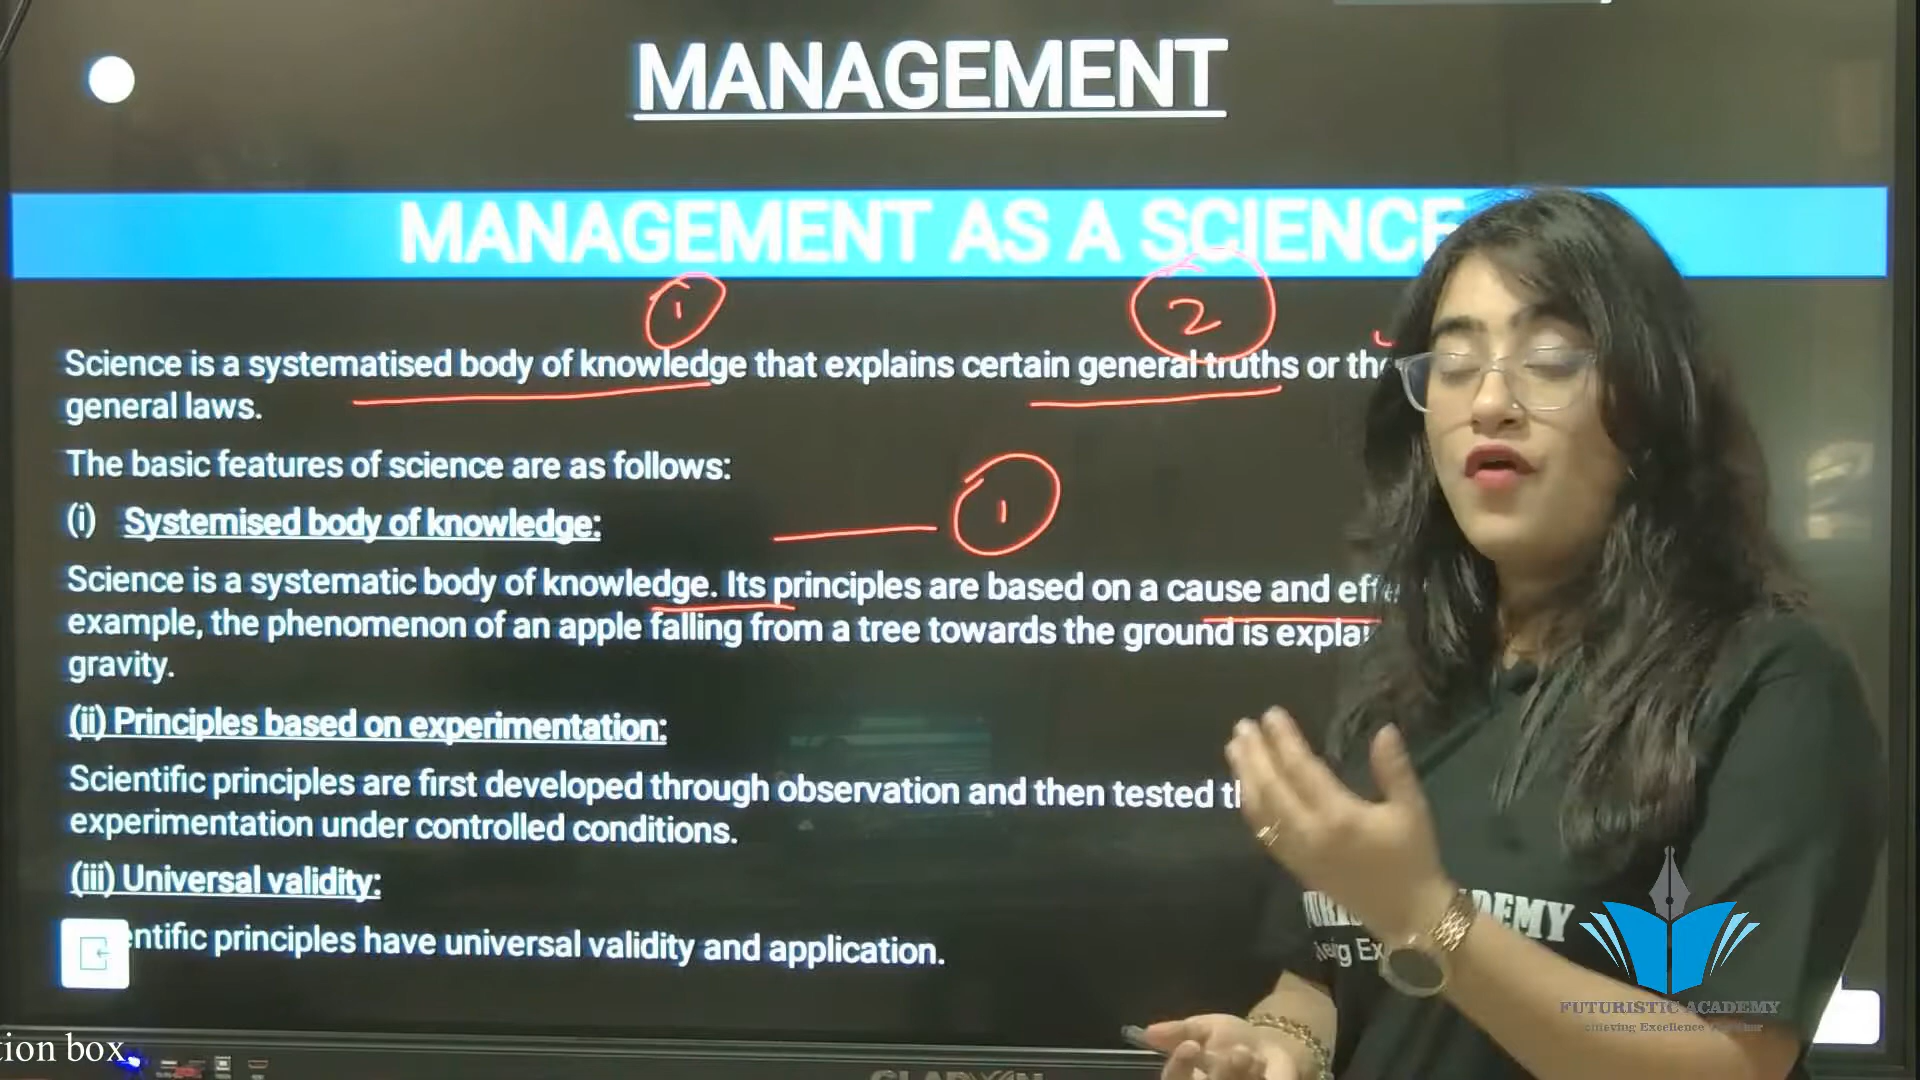 MANAGEMENT
MANAGEMENT AS A SCIENCE
1
2
Science is a systematised body of knowledge that explains certain general truths or the
general laws.
The basic features of science are as follows:
(i) Systemised body of knowledge:
1
Science is a systematic body of knowledge. Its principles are based on a cause and
example, the phenomenon of an apple falling from a tree towards the ground is
gravity.
(ii) Principles based on experimentation:
Scientific principles are first developed through observation and then tested
experimentation under controlled conditions.
(iii) Universal validity:
principles have universal validity and application.
FUTURISTIC ACADEMY
Excellence
box